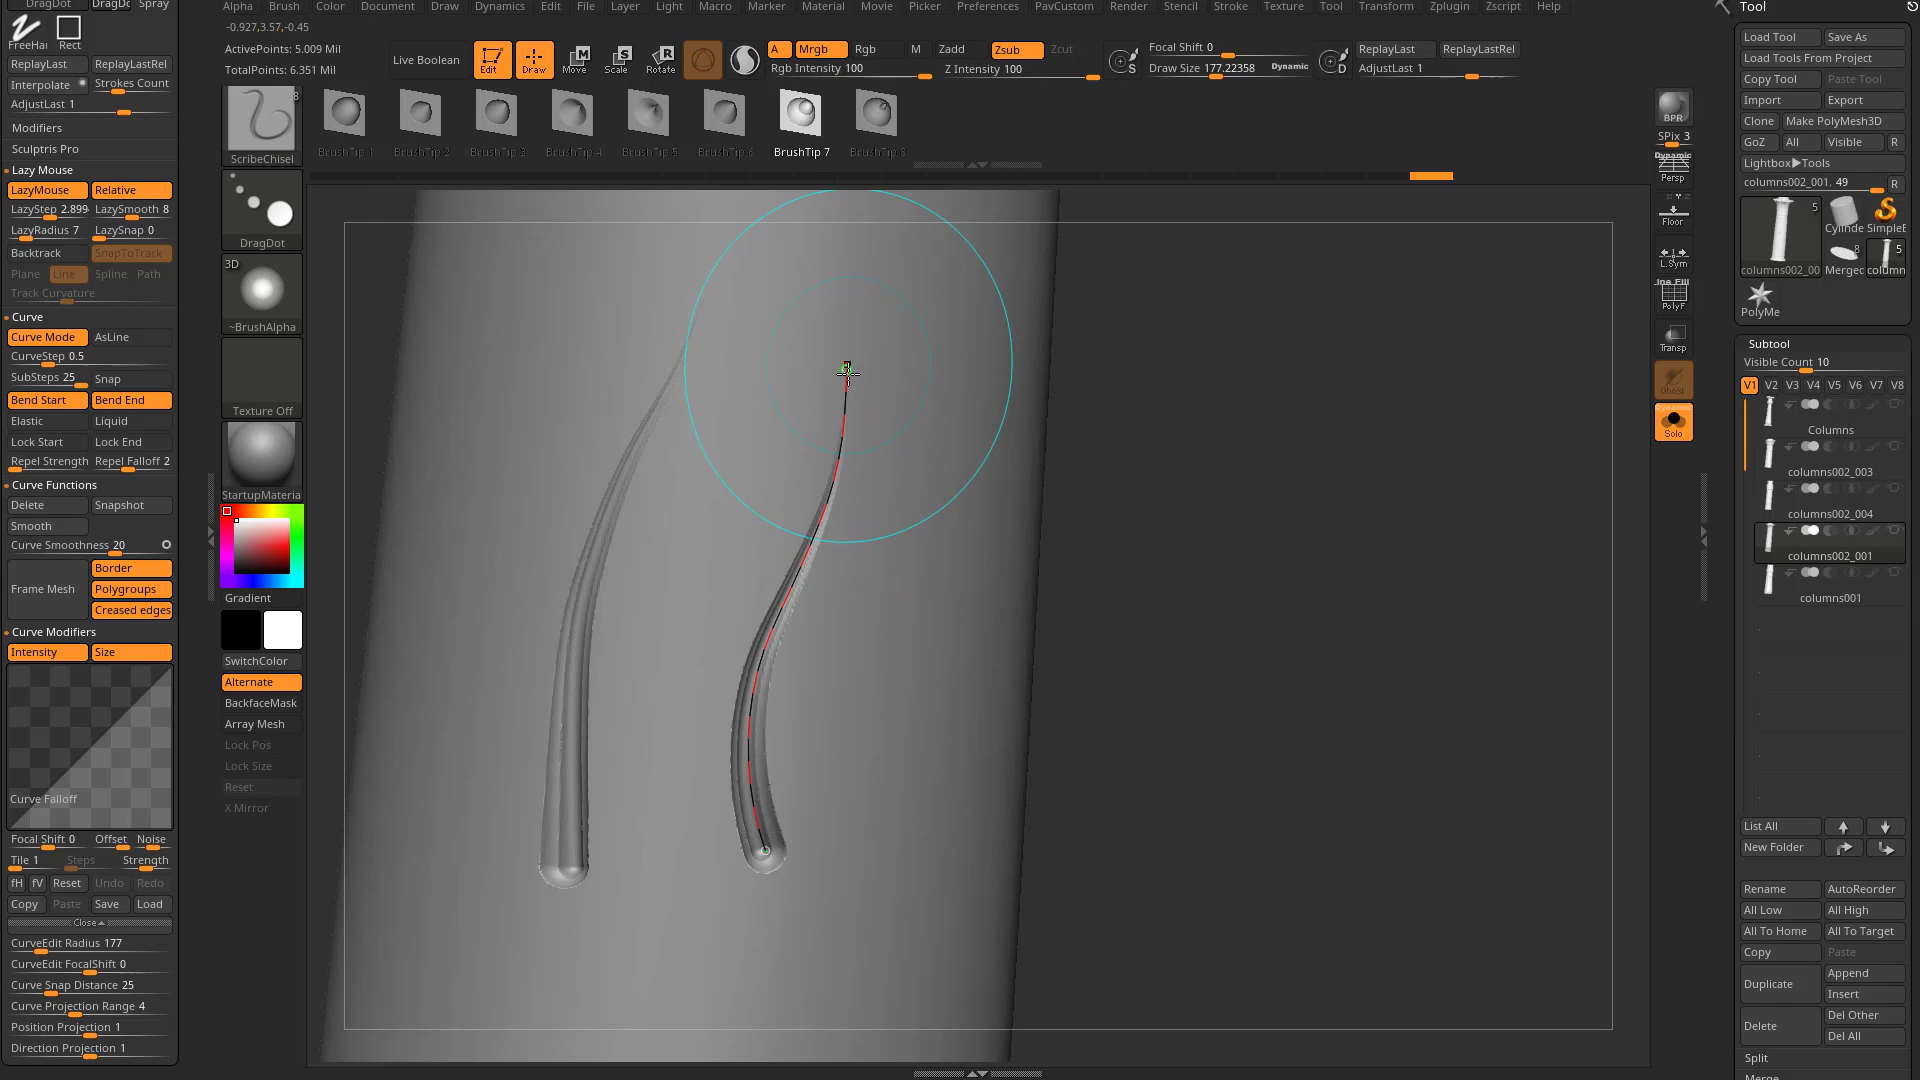 Alpha Brush Color Document Draw Dynamics Edit File Layer Light Macro Marker Material Movie Picker Preferences PavCustom Render Stencil Stroke Texture Tool Transform Zplugin Zscript Help
-0.927,3.57,-0.45
ActivePoints: 5.009 Mil
TotalPoints: 6.351 Mil
Live Boolean
Edit
Draw
Move
Scale
Rotate
A Mrgb Rgb M Zadd Zsub Zcut
Rgb Intensity 100
Z Intensity 100
Focal Shift 0
Draw Size 177.22358 Dynamic
ReplayLast ReplayLastRel
AdjustLast 1
DragDot DragDo Spray
FreeHa Rect
ReplayLast ReplayLastRel
Interpolate Strokes Count
AdjustLast 1
Modifiers
Sculptris Pro
Lazy Mouse
LazyMouse Relative
LazyStep 2.899 LazySmooth 8
LazyRadius 7 LazySnap 0
Backtrack SnapToTrack
Plane Line Spline Path
Track Curvature
Curve
Curve Mode AsLine
CurveStep 0.5
SubSteps 25 Snap
Bend Start Bend End
Elastic Liquid
Lock Start Lock End
Repel Strength Repel Falloff 2
Curve Functions
Delete Snapshot
Smooth
Curve Smoothness 20
Frame Mesh
Border
Polygroups
Creased edges
Curve Modifiers
Intensity Size
Curve Falloff
Focal Shift 0 Offset Noise
Tile 1 Steps Strength
fH fV Reset Undo Redo
Copy Paste Save Load
Close
CurveEdit Radius 177
CurveEdit FocalShift 0
Curve Snap Distance 25
Curve Projection Range 4
Position Projection 1
Direction Projection 1
8
ScribeChisel
DragDot
3D
~BrushAlpha
Texture Off
StartupMateria
Gradient
SwitchColor
Alternate
BackfaceMask
Array Mesh
Lock Pos
Lock Size
Reset
X Mirror
BrushTip 1 BrushTip 2 BrushTip 3 BrushTip 4 BrushTip 5 BrushTip 6 BrushTip 7 BrushTip 8
BPR
SPix 3
Dynamic
Persp
Floor
L.Sym
Line Fill
PolyF
Transp
Ghost
Dynamic
Solo
Tool
Load Tool Save As
Load Tools From Project
Copy Tool Paste Tool
Import Export
Clone Make PolyMesh3D
GoZ All Visible R
Lightbox▶Tools
columns002_001. 49 R
5
Cylinde SimpleE
8
5
columns002_00 Mergec column
PolyMe
Subtool
Visible Count 10
V1 V2 V3 V4 V5 V6 V7 V8
Columns
columns002_003
columns002_004
columns002_001
columns001
List All
New Folder
Rename AutoReorder
All Low All High
All To Home All To Target
Copy Paste
Duplicate
Append
Insert
Delete
Del Other
Del All
Split
Merge